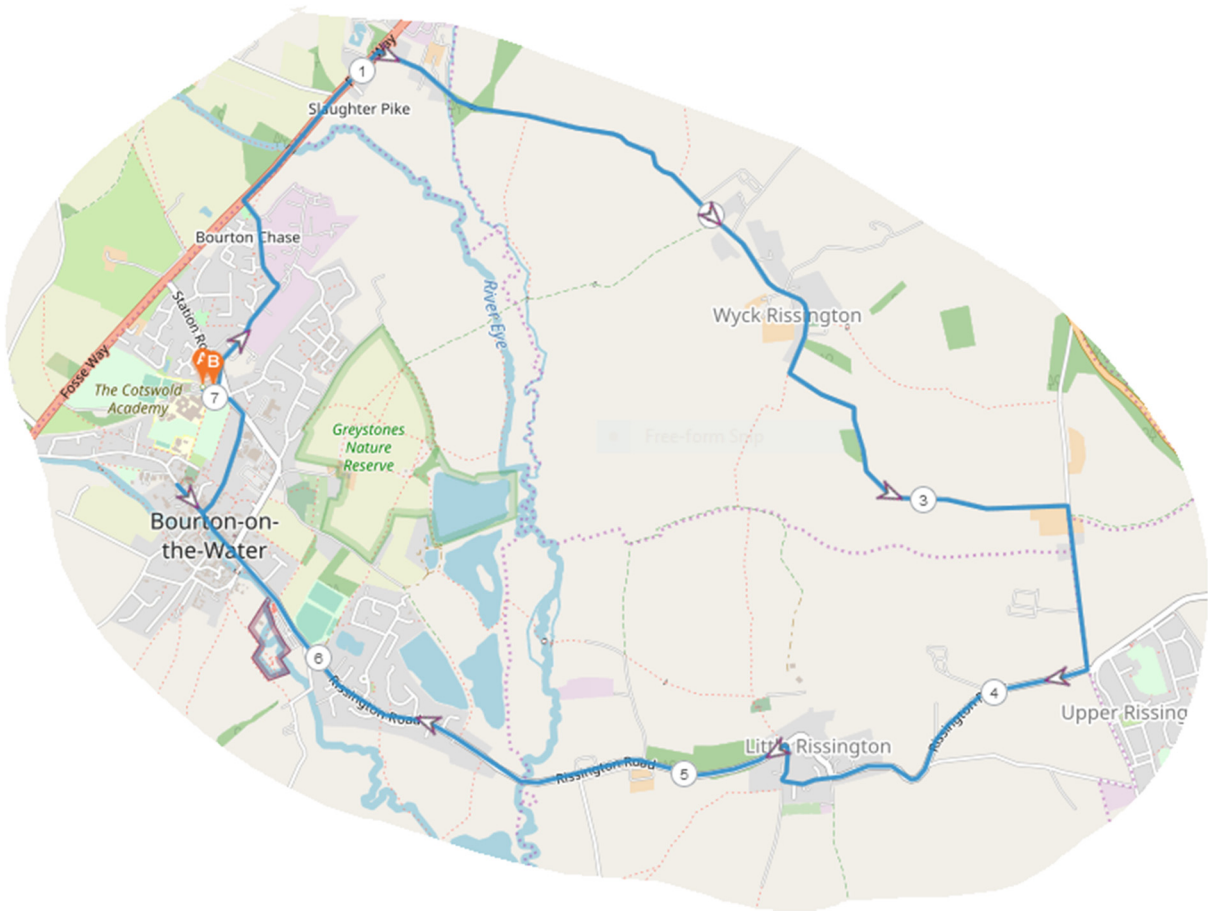 Way
1
Slaughter Pike
Bourton Chase
River Eye
Wyck Rissington
Station Ro
A
B
Fosse Way
7
The Cotswold
Academy
Greystones
Nature
Reserve
Free-form Snip
3
Bourton-on-
the-Water
6
Rissington Road
4
Rissington R
Upper Rissing
Little Rissington
Rissington Road
5